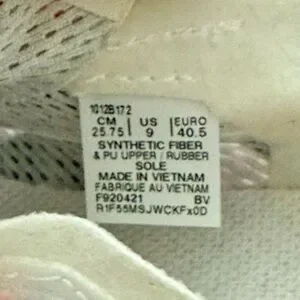 1012B172
CM US EURO
25.75 9 40.5
SYNTHETIC FIBER
& PU UPPER / RUBBER
SOLE
MADE IN VIETNAM
FABRIQUE AU VIETNAM
F920421 BV
R1F55MSJWCKFx0D